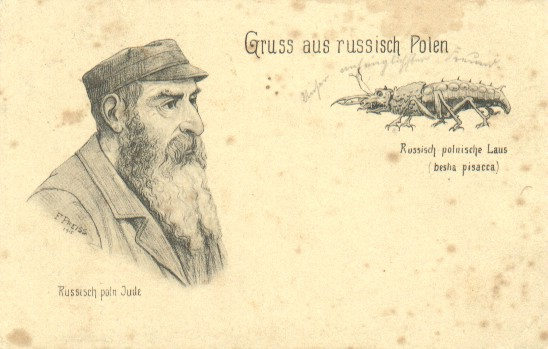 Gruss aus russisch Polen
Russisch polnische Laus
(bestia pisacca)
F. PREISS
Russisch poln Jude